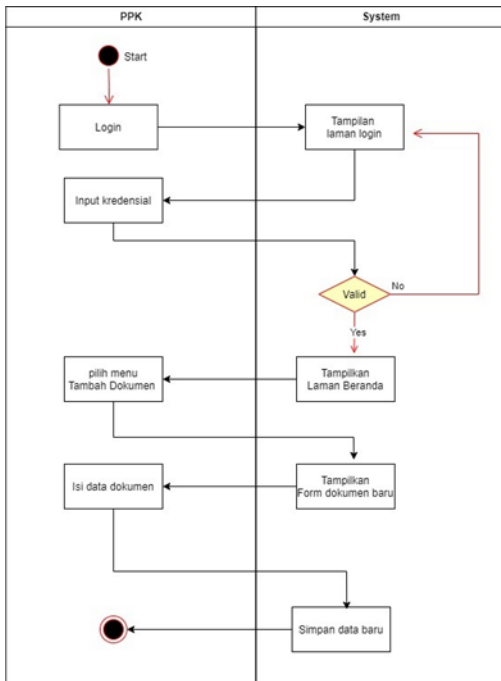 PPK
System
Start
Login
Tampilan
laman login
Input kredensial
Valid
No
Yes
pilih menu
Tambah Dokumen
Tampilkan
Laman Beranda
Isi data dokumen
Tampilkan
Form dokumen baru
Simpan data baru